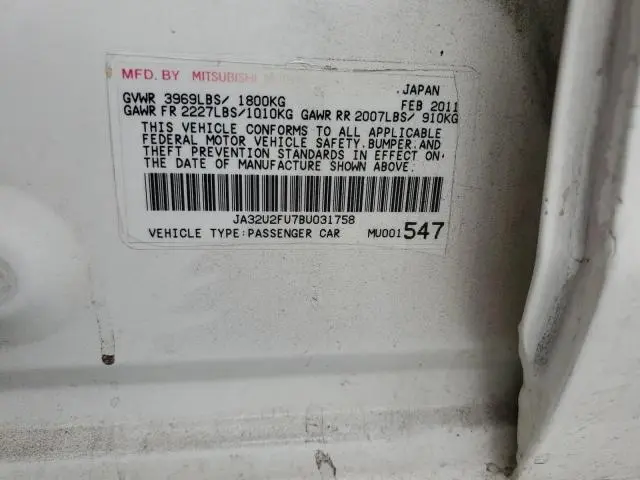 MFD. BY MITSUBISHI
JAPAN
GVWR 3969LBS/ 1800KG FEB 2011
GAWR FR 2227LBS/1010KG GAWR RR 2007LBS/ 910KG
THIS VEHICLE CONFORMS TO ALL APPLICABLE
FEDERAL MOTOR VEHICLE SAFETY, BUMPER, AND
THEFT PREVENTION STANDARDS IN EFFECT ON
THE DATE OF MANUFACTURE SHOWN ABOVE.
JA32U2FU7BU031758
VEHICLE TYPE:PASSENGER CAR MU001547